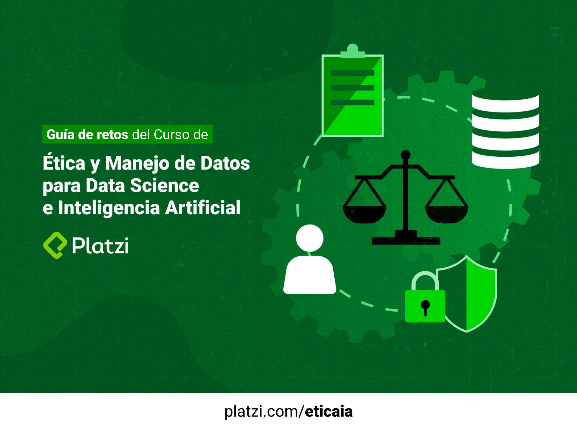 Guía de retos del Curso de
Ética y Manejo de Datos
para Data Science
e Inteligencia Artificial
Platzi
platzi.com/eticaia